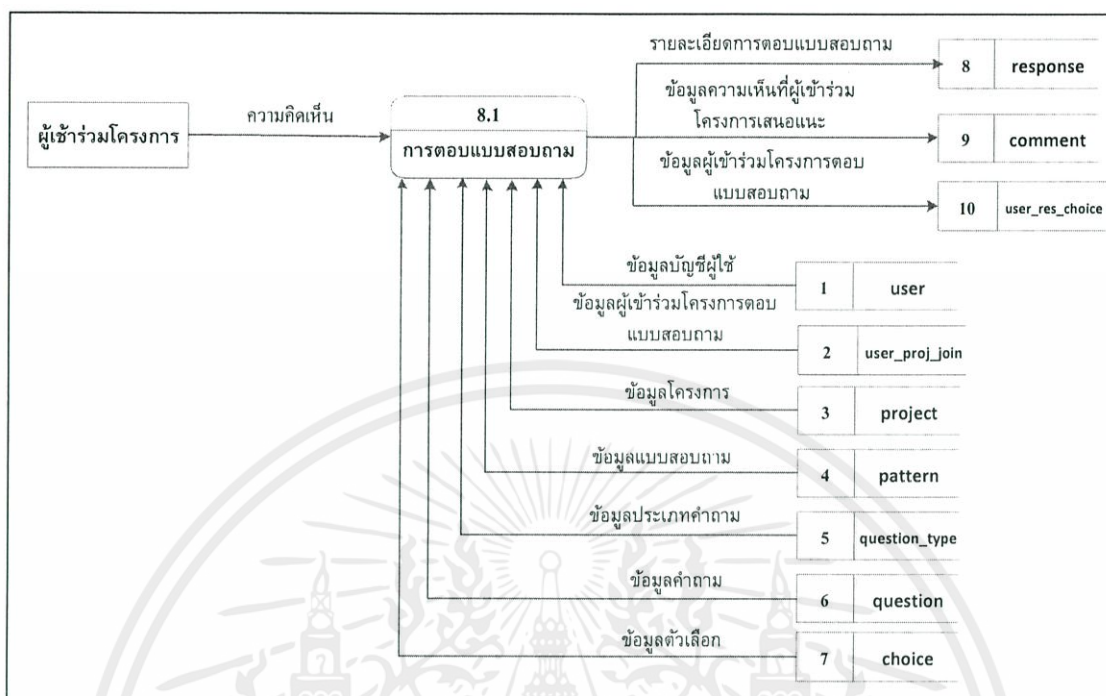 รายละเอียดการตอบแบบสอบถาม
8 response
ผู้เข้าร่วมโครงการ
ความคิดเห็น
8.1
การตอบแบบสอบถาม
ข้อมูลความเห็นที่ผู้เข้าร่วม
โครงการเสนอแนะ
9 comment
ข้อมูลผู้เข้าร่วมโครงการตอบ
แบบสอบถาม
10 user_res_choice
ข้อมูลบัญชีผู้ใช้
1 user
ข้อมูลผู้เข้าร่วมโครงการตอบ
แบบสอบถาม
2 user_proj_join
ข้อมูลโครงการ
3 project
ข้อมูลแบบสอบถาม
4 pattern
ข้อมูลประเภทคำถาม
5 question_type
ข้อมูลคำถาม
6 question
ข้อมูลตัวเลือก
7 choice